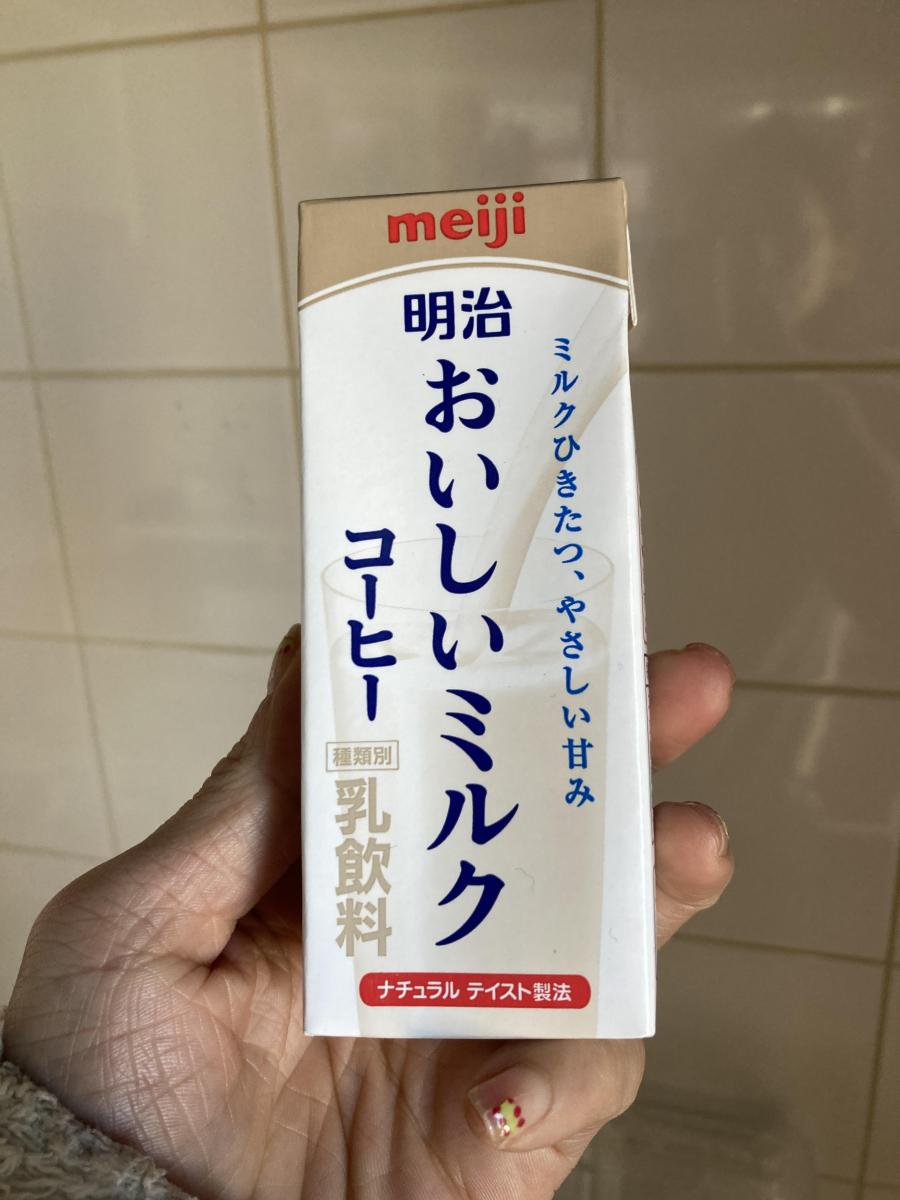 meiji
明治
ミルクひきたつ、やさしい甘み
おいしいミルク
コーヒー
種類別
乳飲料
ナチュラル テイスト製法